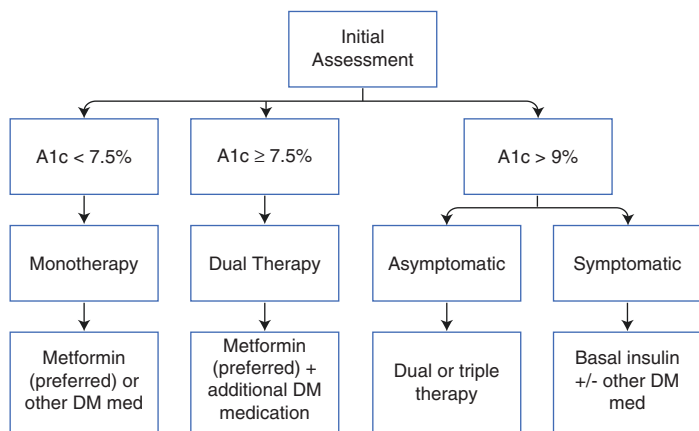 Initial
Assessment
A1c < 7.5%
A1c ≥ 7.5%
A1c > 9%
Monotherapy
Dual Therapy
Asymptomatic
Symptomatic
Metformin
(preferred) or
other DM med
Metformin
(preferred) +
additional DM
medication
Dual or triple
therapy
Basal insulin
+/- other DM
med